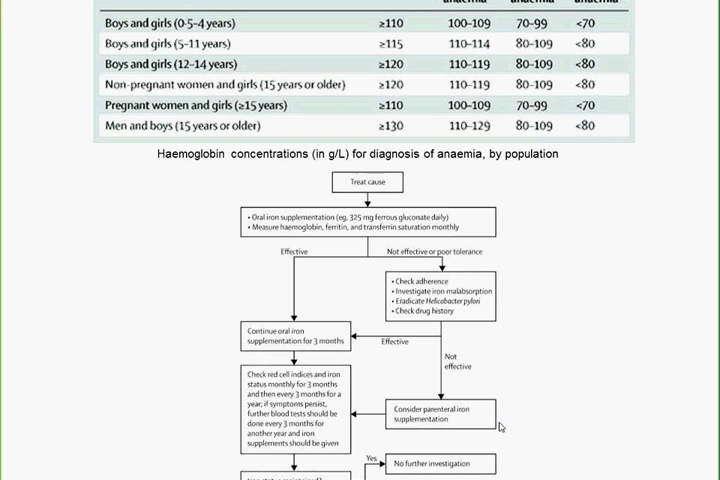 Boys and girls (0·5–4 years) ≥110 100–109 70–99 <70
Boys and girls (5–11 years) ≥115 110–114 80–109 <80
Boys and girls (12–14 years) ≥120 110–119 80–109 <80
Non-pregnant women and girls (15 years or older) ≥120 110–119 80–109 <80
Pregnant women and girls (≥15 years) ≥110 100–109 70–99 <70
Men and boys (15 years or older) ≥130 110–129 80–109 <80
Haemoglobin concentrations (in g/L) for diagnosis of anaemia, by population
Treat cause
• Oral iron supplementation (eg, 325 mg ferrous gluconate daily)
• Measure haemoglobin, ferritin, and transferrin saturation monthly
Effective
Not effective or poor tolerance
• Check adherence
• Investigate iron malabsorption
• Eradicate Helicobacter pylori
• Check drug history
Continue oral iron
supplementation for 3 months
Effective
Not
effective
Check red cell indices and iron
status monthly for 3 months
and then every 3 months for a
year; if symptoms persist,
further blood tests should be
done every 3 months for
another year and iron
supplements should be given
Consider parenteral iron
supplementation
Yes
No further investigation